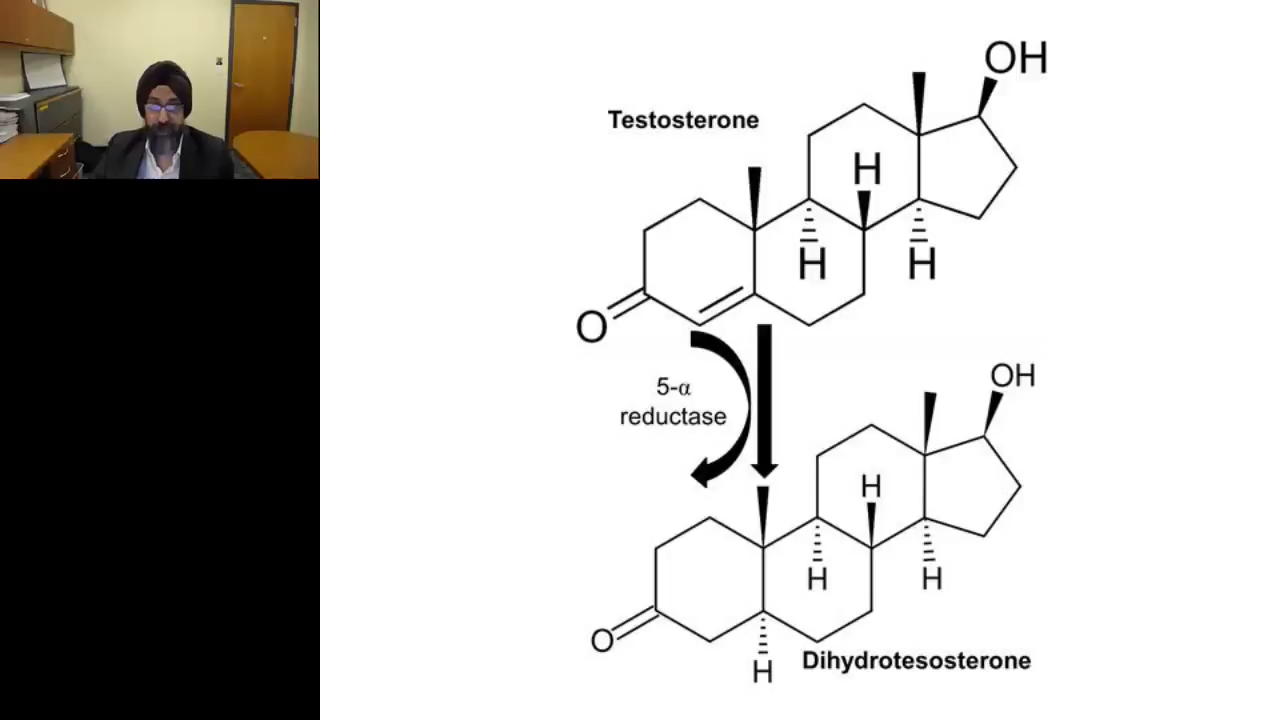 OH
Testosterone
H
H
H
O
5-α
reductase
OH
H
H
H
O
H
Dihydrotesosterone